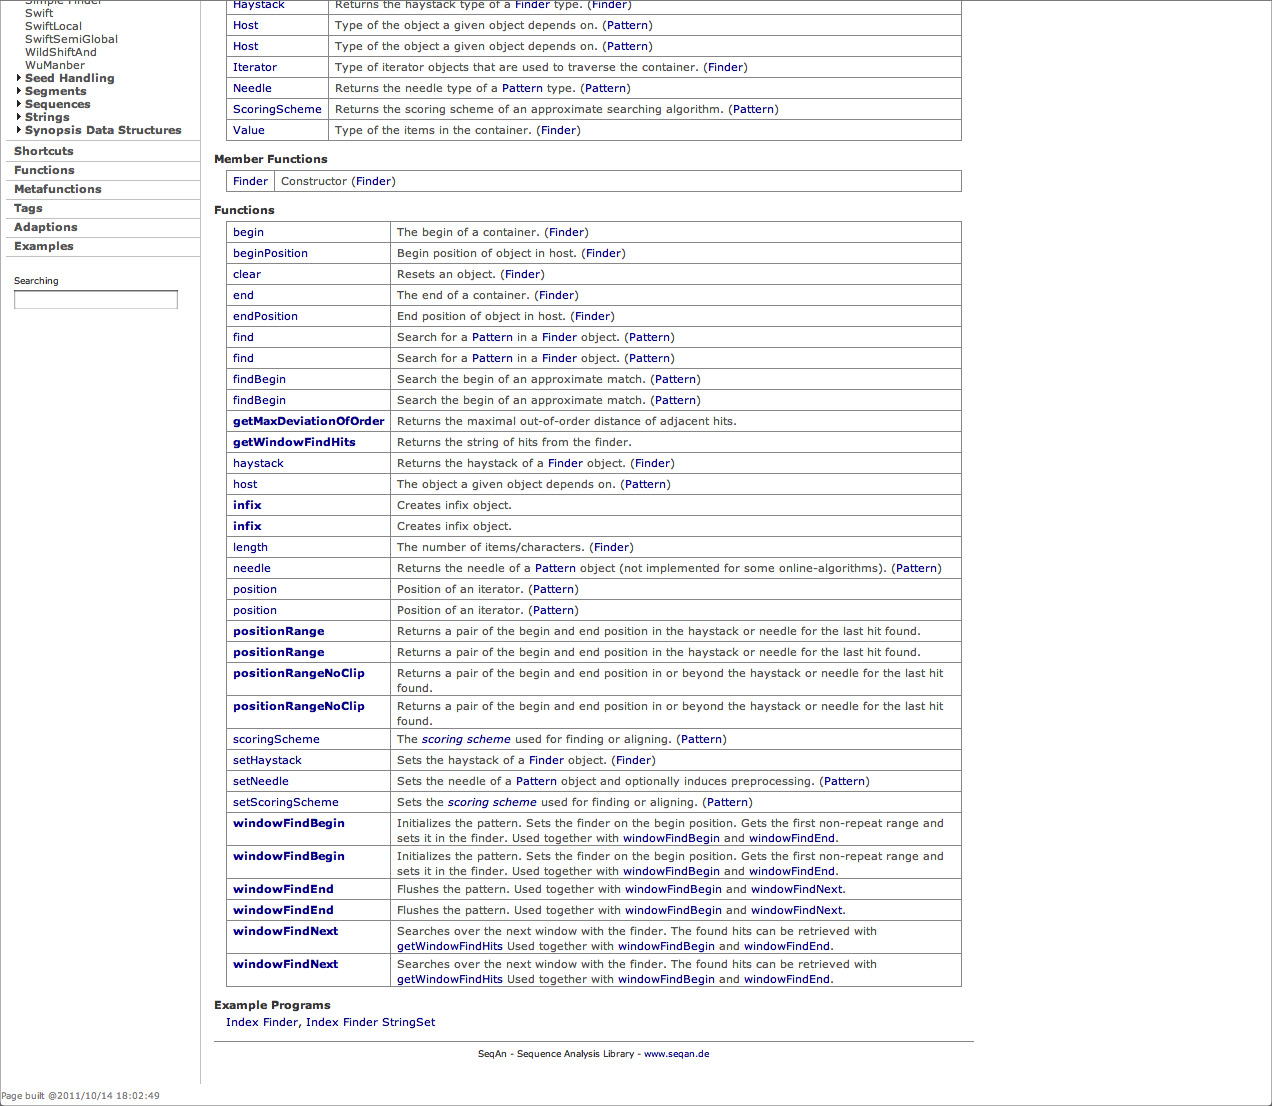 Simple Finder
Swift
SwiftLocal
SwiftSemiGlobal
WildShiftAnd
WuManber
Seed Handling
Segments
Sequences
Strings
Synopsis Data Structures
Shortcuts
Functions
Metafunctions
Tags
Adaptions
Examples
Searching
Haystack Returns the haystack type of a Finder type. (Finder)
Host Type of the object a given object depends on. (Pattern)
Host Type of the object a given object depends on. (Pattern)
Iterator Type of iterator objects that are used to traverse the container. (Finder)
Needle Returns the needle type of a Pattern type. (Pattern)
ScoringScheme Returns the scoring scheme of an approximate searching algorithm. (Pattern)
Value Type of the items in the container. (Finder)
Member Functions
Finder Constructor (Finder)
Functions
begin The begin of a container. (Finder)
beginPosition Begin position of object in host. (Finder)
clear Resets an object. (Finder)
end The end of a container. (Finder)
endPosition End position of object in host. (Finder)
find Search for a Pattern in a Finder object. (Pattern)
find Search for a Pattern in a Finder object. (Pattern)
findBegin Search the begin of an approximate match. (Pattern)
findBegin Search the begin of an approximate match. (Pattern)
getMaxDeviationOfOrder Returns the maximal out-of-order distance of adjacent hits.
getWindowFindHits Returns the string of hits from the finder.
haystack Returns the haystack of a Finder object. (Finder)
host The object a given object depends on. (Pattern)
infix Creates infix object.
infix Creates infix object.
length The number of items/characters. (Finder)
needle Returns the needle of a Pattern object (not implemented for some online-algorithms). (Pattern)
position Position of an iterator. (Pattern)
position Position of an iterator. (Pattern)
positionRange Returns a pair of the begin and end position in the haystack or needle for the last hit found.
positionRange Returns a pair of the begin and end position in the haystack or needle for the last hit found.
positionRangeNoClip Returns a pair of the begin and end position in or beyond the haystack or needle for the last hit
found.
positionRangeNoClip Returns a pair of the begin and end position in or beyond the haystack or needle for the last hit
found.
scoringScheme The scoring scheme used for finding or aligning. (Pattern)
setHaystack Sets the haystack of a Finder object. (Finder)
setNeedle Sets the needle of a Pattern object and optionally induces preprocessing. (Pattern)
setScoringScheme Sets the scoring scheme used for finding or aligning. (Pattern)
windowFindBegin Initializes the pattern. Sets the finder on the begin position. Gets the first non-repeat range and
sets it in the finder. Used together with windowFindBegin and windowFindEnd.
windowFindBegin Initializes the pattern. Sets the finder on the begin position. Gets the first non-repeat range and
sets it in the finder. Used together with windowFindBegin and windowFindEnd.
windowFindEnd Flushes the pattern. Used together with windowFindBegin and windowFindNext.
windowFindEnd Flushes the pattern. Used together with windowFindBegin and windowFindNext.
windowFindNext Searches over the next window with the finder. The found hits can be retrieved with
getWindowFindHits Used together with windowFindBegin and windowFindEnd.
windowFindNext Searches over the next window with the finder. The found hits can be retrieved with
getWindowFindHits Used together with windowFindBegin and windowFindEnd.
Example Programs
Index Finder, Index Finder StringSet
SeqAn - Sequence Analysis Library - www.seqan.de
Page built @2011/10/14 18:02:49